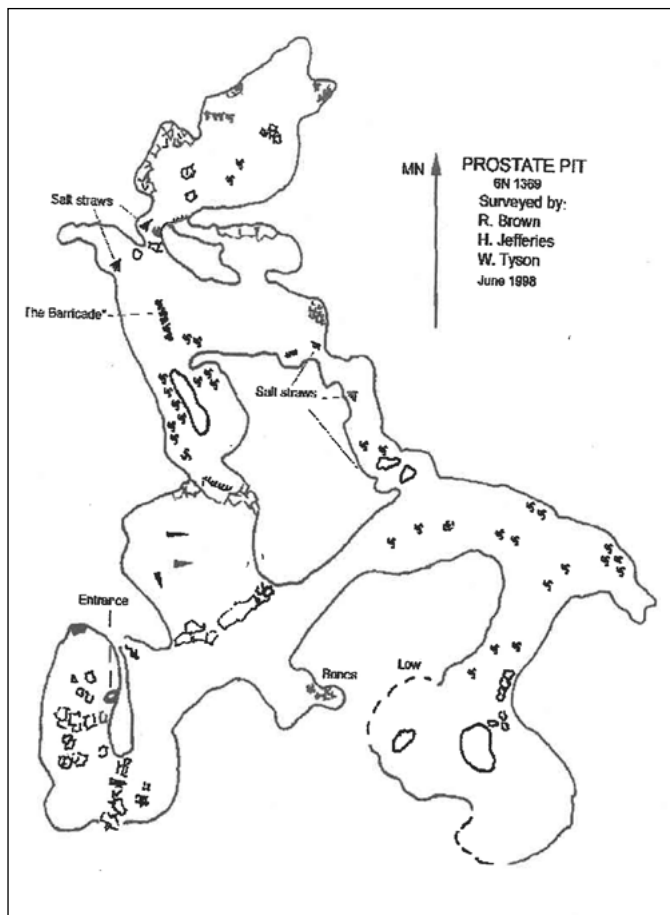 MN
PROSTATE PIT
6N 1369
Surveyed by:
R. Brown
H. Jefferies
W. Tyson
June 1998
Salt straws
The Barricade"
Salt straws
Entrance
Bones
Low